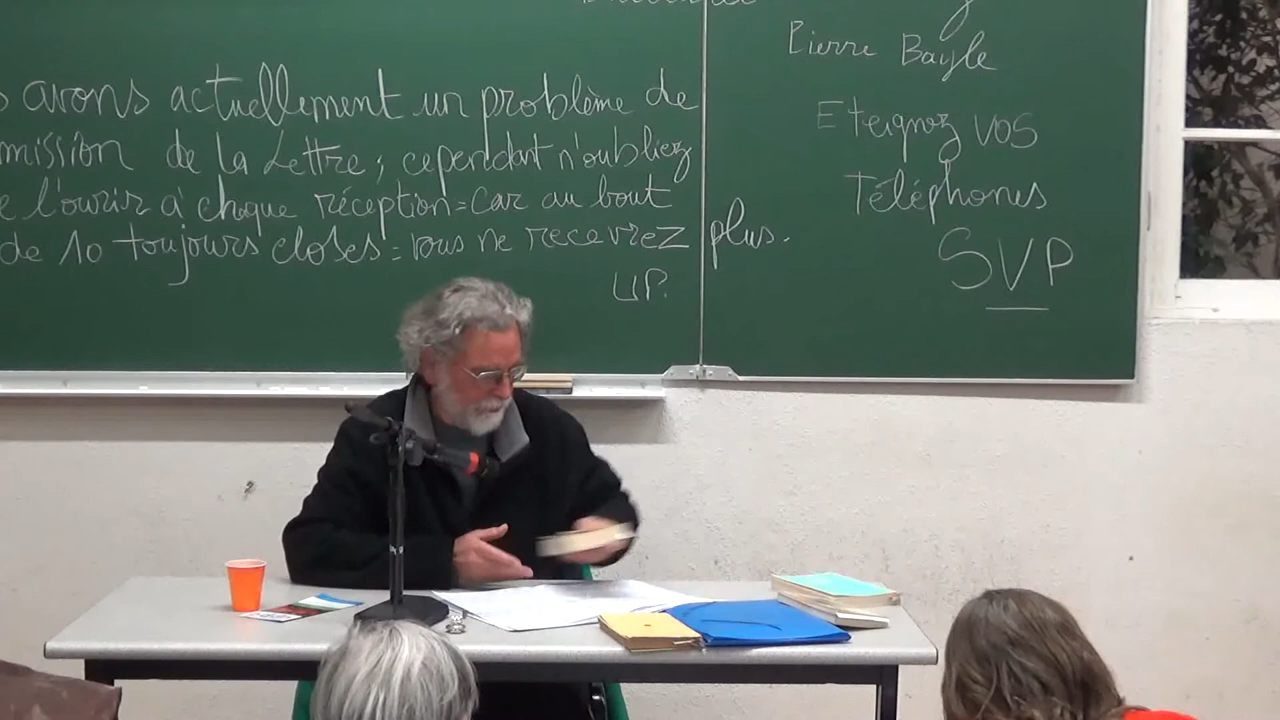 Pierre Bayle
Eteignez vos
Téléphones
SVP
avons actuellement un problème de
mission de la Lettre ; cependant n'oubliez
l'ouvrir à chaque réception = car au bout
de 10 toujours closes = vous ne recevrez plus.
UP.